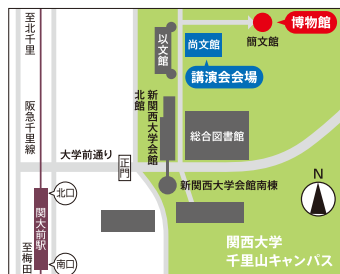 至北千里
阪急千里線
関大前駅
至梅田
北口
南口
大学前通り
正門
以文館
尚文館
講演会会場
簡文館
博物館
新関西大学会館
北館
総合図書館
新関西大学会館南棟
N
関西大学
千里山キャンパス